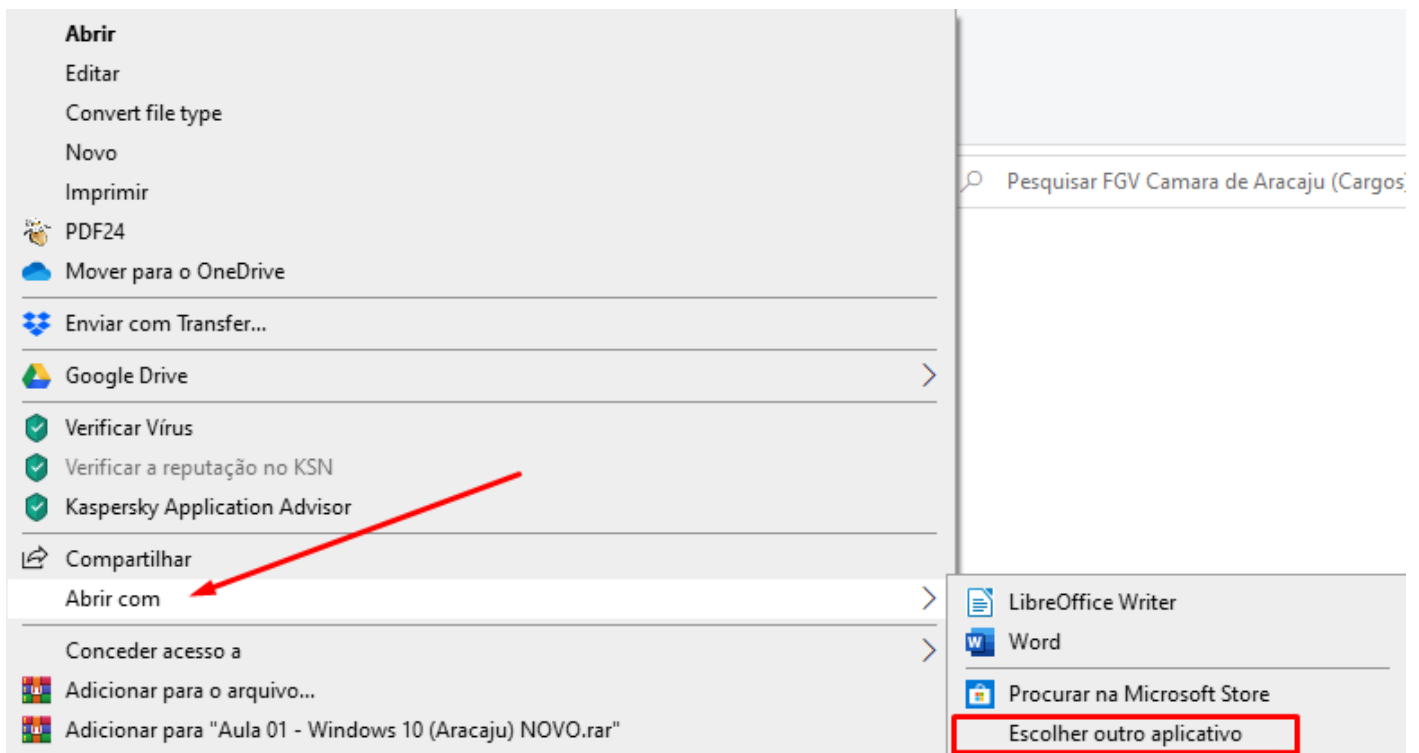 Abrir
Editar
Convert file type
Novo
Imprimir
PDF24
Mover para o OneDrive
Enviar com Transfer...
Google Drive
Verificar Vírus
Verificar a reputação no KSN
Kaspersky Application Advisor
Compartilhar
Abrir com
Conceder acesso a
Adicionar para o arquivo...
Adicionar para "Aula 01 - Windows 10 (Aracaju) NOVO.rar"
Pesquisar FGV Camara de Aracaju (Cargos)
LibreOffice Writer
Word
Procurar na Microsoft Store
Escolher outro aplicativo